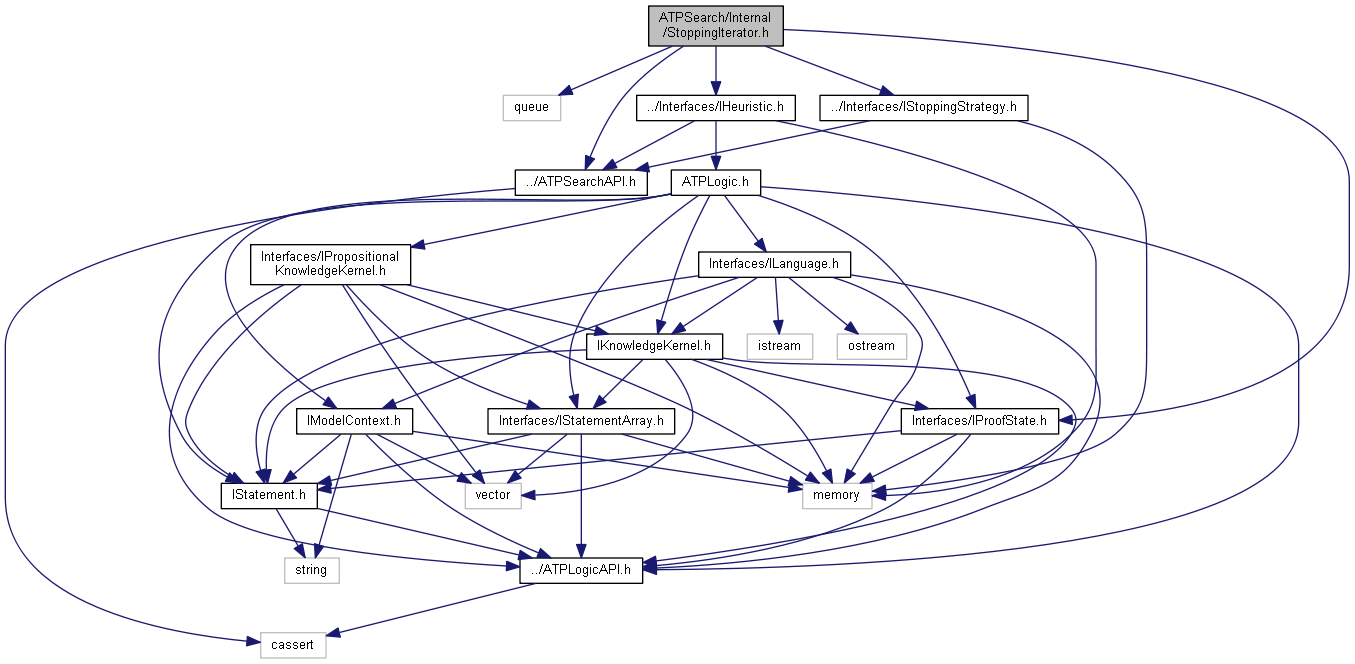 ATPSearch/Internal
/StoppingIterator.h
queue
../Interfaces/IHeuristic.h
../Interfaces/IStoppingStrategy.h
../ATPSearchAPI.h
ATPLogic.h
Interfaces/IPropositional
KnowledgeKernel.h
Interfaces/ILanguage.h
IKnowledgeKernel.h
istream
ostream
IModelContext.h
Interfaces/IStatementArray.h
Interfaces/IProofState.h
IStatement.h
vector
memory
string
../ATPLogicAPI.h
cassert